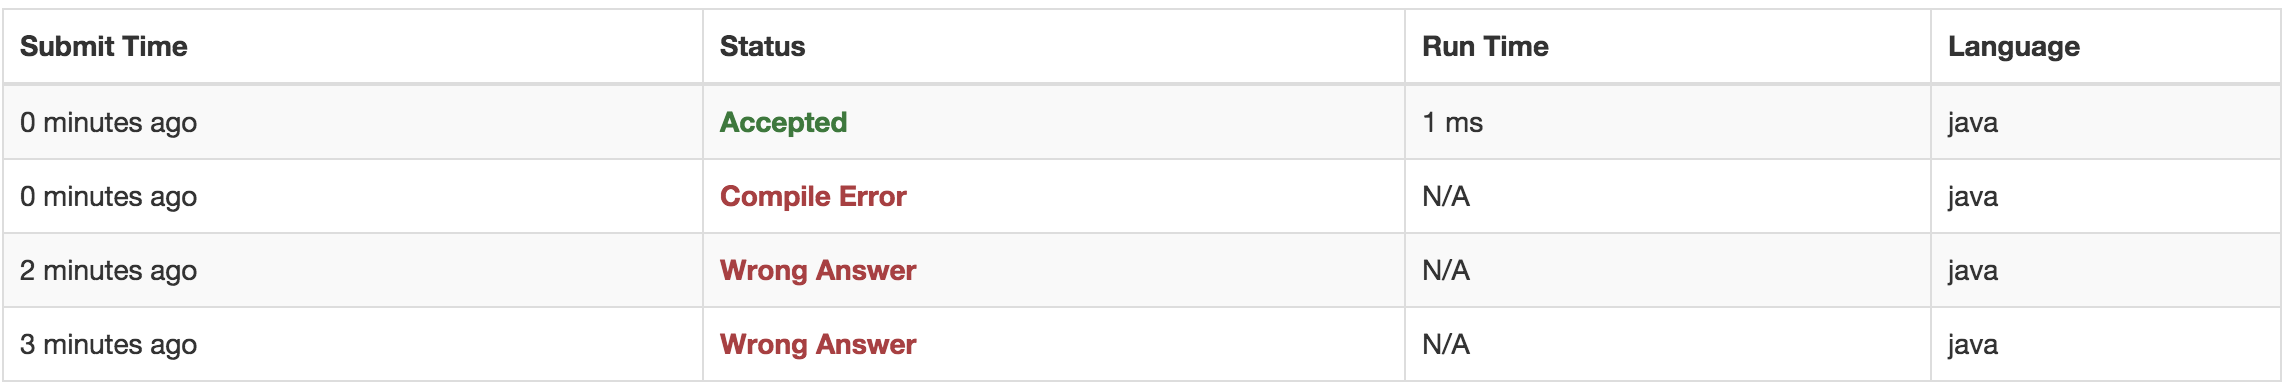 Submit Time Status Run Time Language
0 minutes ago Accepted 1 ms java
0 minutes ago Compile Error N/A java
2 minutes ago Wrong Answer N/A java
3 minutes ago Wrong Answer N/A java